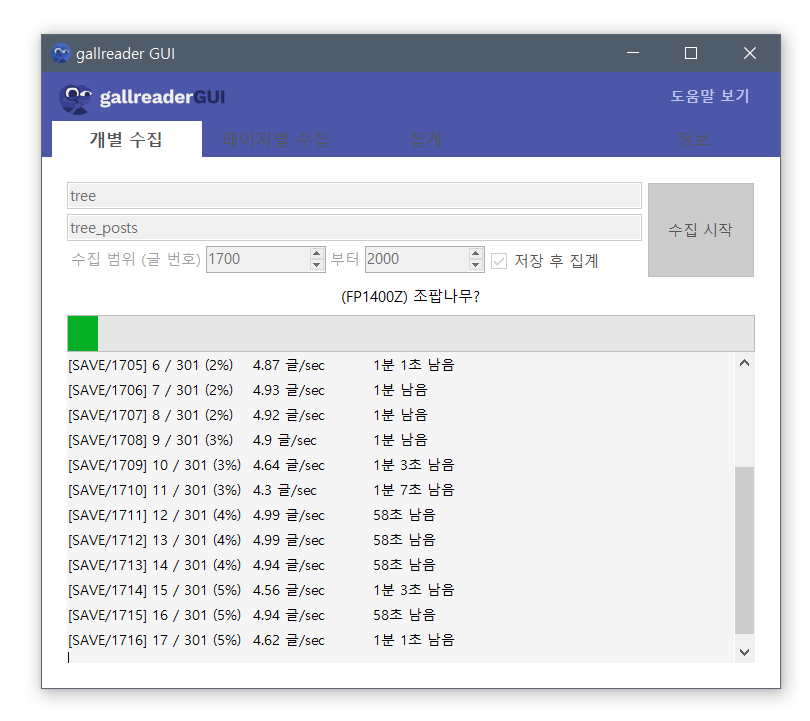 gallreader GUI
gallreaderGUI
도움말 보기
개별 수집 페이지별 수집 집계 정보
tree
tree_posts
수집 시작
수집 범위 (글 번호) 1700 부터 2000 저장 후 집계
(FP1400Z) 조팝나무?
[SAVE/1705] 6 / 301 (2%) 4.87 글/sec 1분 1초 남음
[SAVE/1706] 7 / 301 (2%) 4.93 글/sec 1분 남음
[SAVE/1707] 8 / 301 (2%) 4.92 글/sec 1분 남음
[SAVE/1708] 9 / 301 (3%) 4.9 글/sec 1분 남음
[SAVE/1709] 10 / 301 (3%) 4.64 글/sec 1분 3초 남음
[SAVE/1710] 11 / 301 (3%) 4.3 글/sec 1분 7초 남음
[SAVE/1711] 12 / 301 (4%) 4.99 글/sec 58초 남음
[SAVE/1712] 13 / 301 (4%) 4.99 글/sec 58초 남음
[SAVE/1713] 14 / 301 (4%) 4.94 글/sec 58초 남음
[SAVE/1714] 15 / 301 (5%) 4.56 글/sec 1분 3초 남음
[SAVE/1715] 16 / 301 (5%) 4.94 글/sec 58초 남음
[SAVE/1716] 17 / 301 (5%) 4.62 글/sec 1분 1초 남음